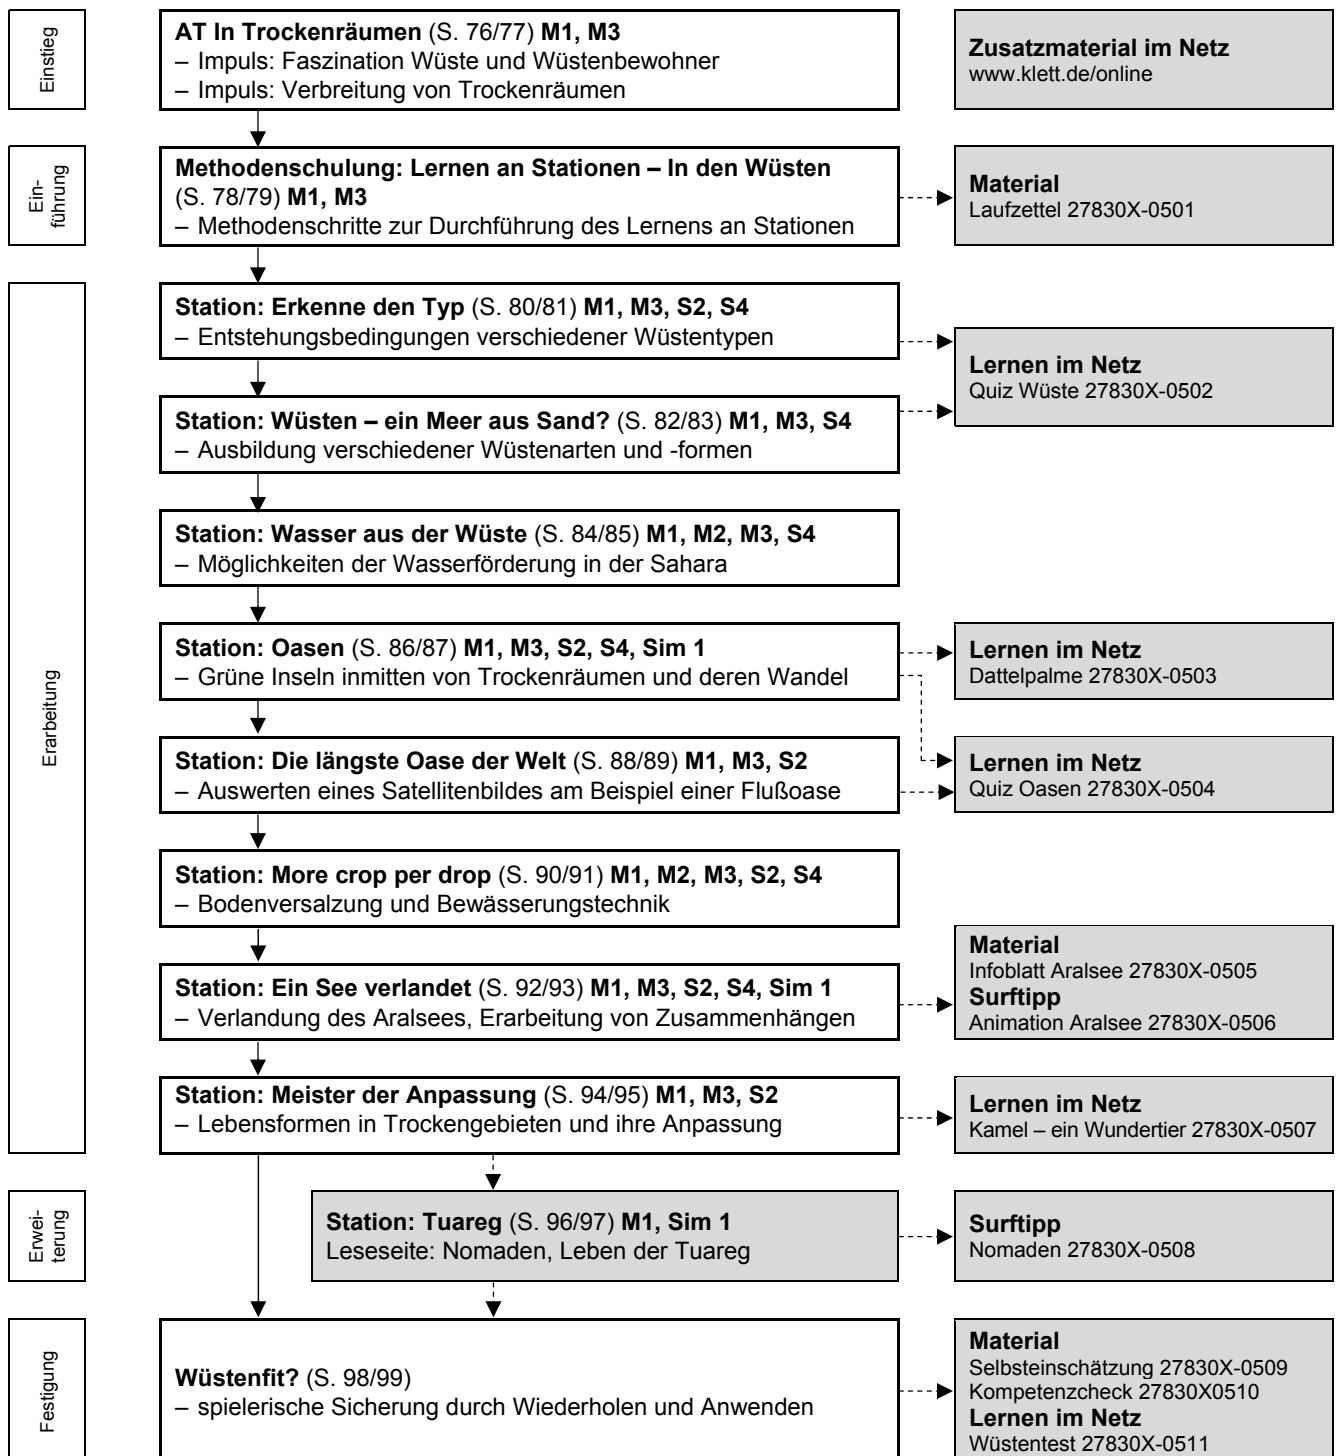 Einstieg
AT In Trockenräumen (S. 76/77) M1, M3
– Impuls: Faszination Wüste und Wüstenbewohner
– Impuls: Verbreitung von Trockenräumen
Zusatzmaterial im Netz
www.klett.de/online
Ein-
führung
Methodenschulung: Lernen an Stationen – In den Wüsten
(S. 78/79) M1, M3
– Methodenschritte zur Durchführung des Lernens an Stationen
Material
Laufzettel 27830X-0501
Erarbeitung
Station: Erkenne den Typ (S. 80/81) M1, M3, S2, S4
– Entstehungsbedingungen verschiedener Wüstentypen
Lernen im Netz
Quiz Wüste 27830X-0502
Station: Wüsten – ein Meer aus Sand? (S. 82/83) M1, M3, S4
– Ausbildung verschiedener Wüstenarten und -formen
Station: Wasser aus der Wüste (S. 84/85) M1, M2, M3, S4
– Möglichkeiten der Wasserförderung in der Sahara
Station: Oasen (S. 86/87) M1, M3, S2, S4, Sim 1
– Grüne Inseln inmitten von Trockenräumen und deren Wandel
Lernen im Netz
Dattelpalme 27830X-0503
Station: Die längste Oase der Welt (S. 88/89) M1, M3, S2
– Auswerten eines Satellitenbildes am Beispiel einer Flußoase
Lernen im Netz
Quiz Oasen 27830X-0504
Station: More crop per drop (S. 90/91) M1, M2, M3, S2, S4
– Bodenversalzung und Bewässerungstechnik
Station: Ein See verlandet (S. 92/93) M1, M3, S2, S4, Sim 1
– Verlandung des Aralsees, Erarbeitung von Zusammenhängen
Material
Infoblatt Aralsee 27830X-0505
Surftipp
Animation Aralsee 27830X-0506
Station: Meister der Anpassung (S. 94/95) M1, M3, S2
– Lebensformen in Trockengebieten und ihre Anpassung
Lernen im Netz
Kamel – ein Wundertier 27830X-0507
Erwei-
terung
Station: Tuareg (S. 96/97) M1, Sim 1
Leseseite: Nomaden, Leben der Tuareg
Surftipp
Nomaden 27830X-0508
Festigung
Wüstenfit? (S. 98/99)
– spielerische Sicherung durch Wiederholen und Anwenden
Material
Selbsteinschätzung 27830X-0509
Kompetenzcheck 27830X0510
Lernen im Netz
Wüstentest 27830X-0511